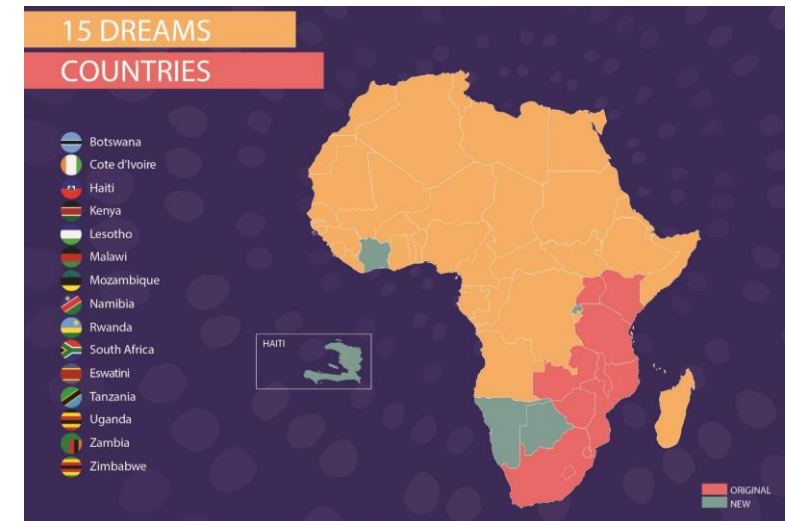 15 DREAMS
COUNTRIES
Botswana
Cote d'Ivoire
Haiti
Kenya
Lesotho
Malawi
Mozambique
Namibia
Rwanda
South Africa
Eswatini
Tanzania
Uganda
Zambia
Zimbabwe
HAITI
ORIGINAL
NEW